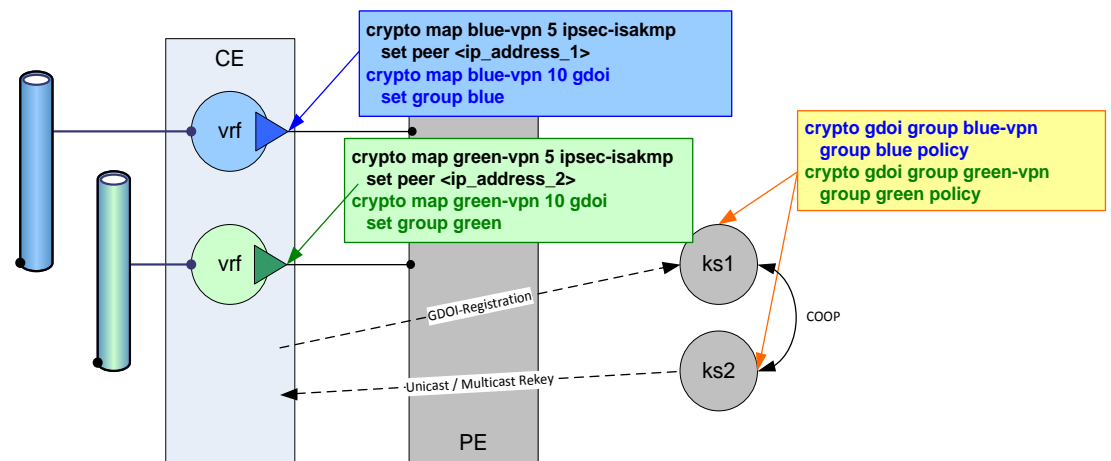 crypto map blue-vpn 5 ipsec-isakmp
set peer <ip_address_1>
crypto map blue-vpn 10 gdoi
set group blue
CE
vrf
crypto gdoi group blue-vpn
group blue policy
crypto gdoi group green-vpn
group green policy
crypto map green-vpn 5 ipsec-isakmp
set peer <ip_address_2>
crypto map green-vpn 10 gdoi
set group green
vrf
ks1
GDOI-Registration
COOP
ks2
Unicast / Multicast Rekey
PE